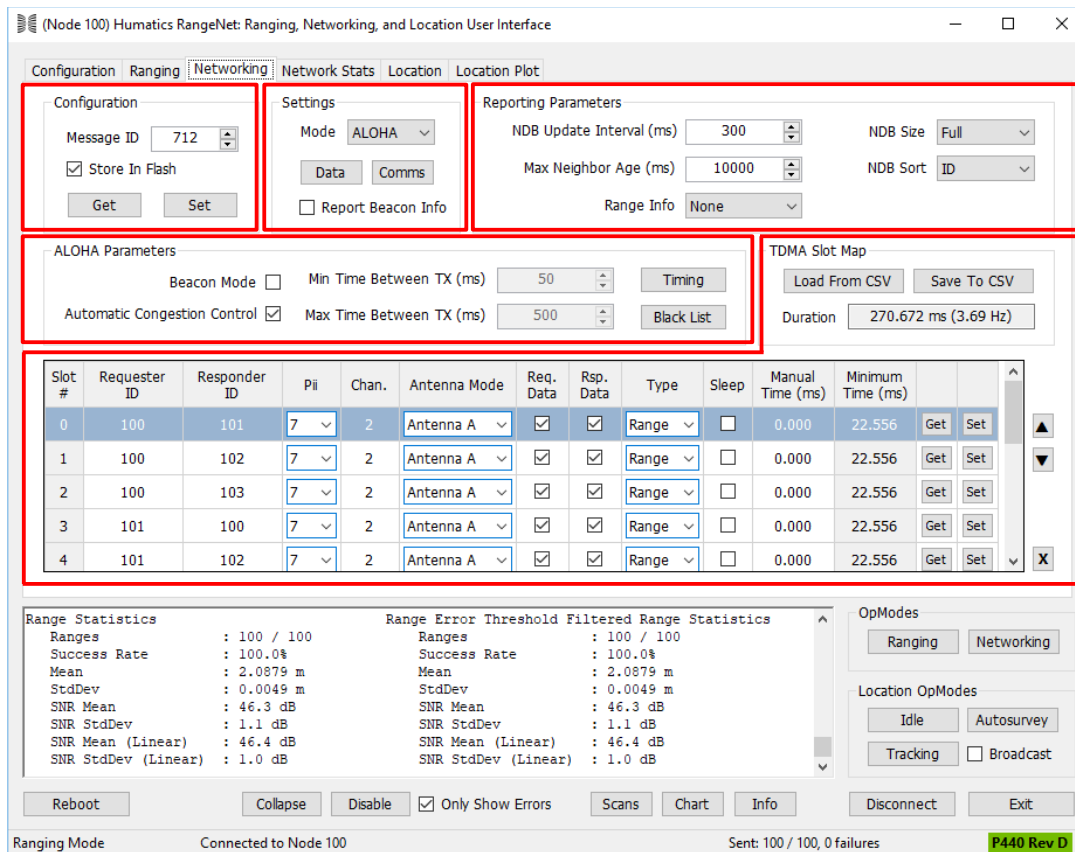 (Node 100) Humatics RangeNet: Ranging, Networking, and Location User Interface
Configuration Ranging Networking Network Stats Location Location Plot
Configuration
Message ID 712
Store In Flash
Get Set
Settings
Mode ALOHA
Data Comms
Report Beacon Info
Reporting Parameters
NDB Update Interval (ms) 300 NDB Size Full
Max Neighbor Age (ms) 10000 NDB Sort ID
Range Info None
ALOHA Parameters
Beacon Mode Min Time Between TX (ms) 50 Timing
Automatic Congestion Control Max Time Between TX (ms) 500 Black List
TDMA Slot Map
Load From CSV Save To CSV
Duration 270.672 ms (3.69 Hz)
Slot # Requester ID Responder ID Pii Chan. Antenna Mode Req. Data Rsp. Data Type Sleep Manual Time (ms) Minimum Time (ms)
0 100 101 7 2 Antenna A Range 0.000 22.556 Get Set
1 100 102 7 2 Antenna A Range 0.000 22.556 Get Set
2 100 103 7 2 Antenna A Range 0.000 22.556 Get Set
3 101 100 7 2 Antenna A Range 0.000 22.556 Get Set
4 101 102 7 2 Antenna A Range 0.000 22.556 Get Set X
Range Statistics Range Error Threshold Filtered Range Statistics
Ranges : 100 / 100 Ranges : 100 / 100
Success Rate : 100.0% Success Rate : 100.0%
Mean : 2.0879 m Mean : 2.0879 m
StdDev : 0.0049 m StdDev : 0.0049 m
SNR Mean : 46.3 dB SNR Mean : 46.3 dB
SNR StdDev : 1.1 dB SNR StdDev : 1.1 dB
SNR Mean (Linear) : 46.4 dB SNR Mean (Linear) : 46.4 dB
SNR StdDev (Linear) : 1.0 dB SNR StdDev (Linear) : 1.0 dB
OpModes
Ranging Networking
Location OpModes
Idle Autosurvey
Tracking Broadcast
Reboot Collapse Disable Only Show Errors Scans Chart Info Disconnect Exit
Ranging Mode Connected to Node 100 Sent: 100 / 100, 0 failures P440 Rev D